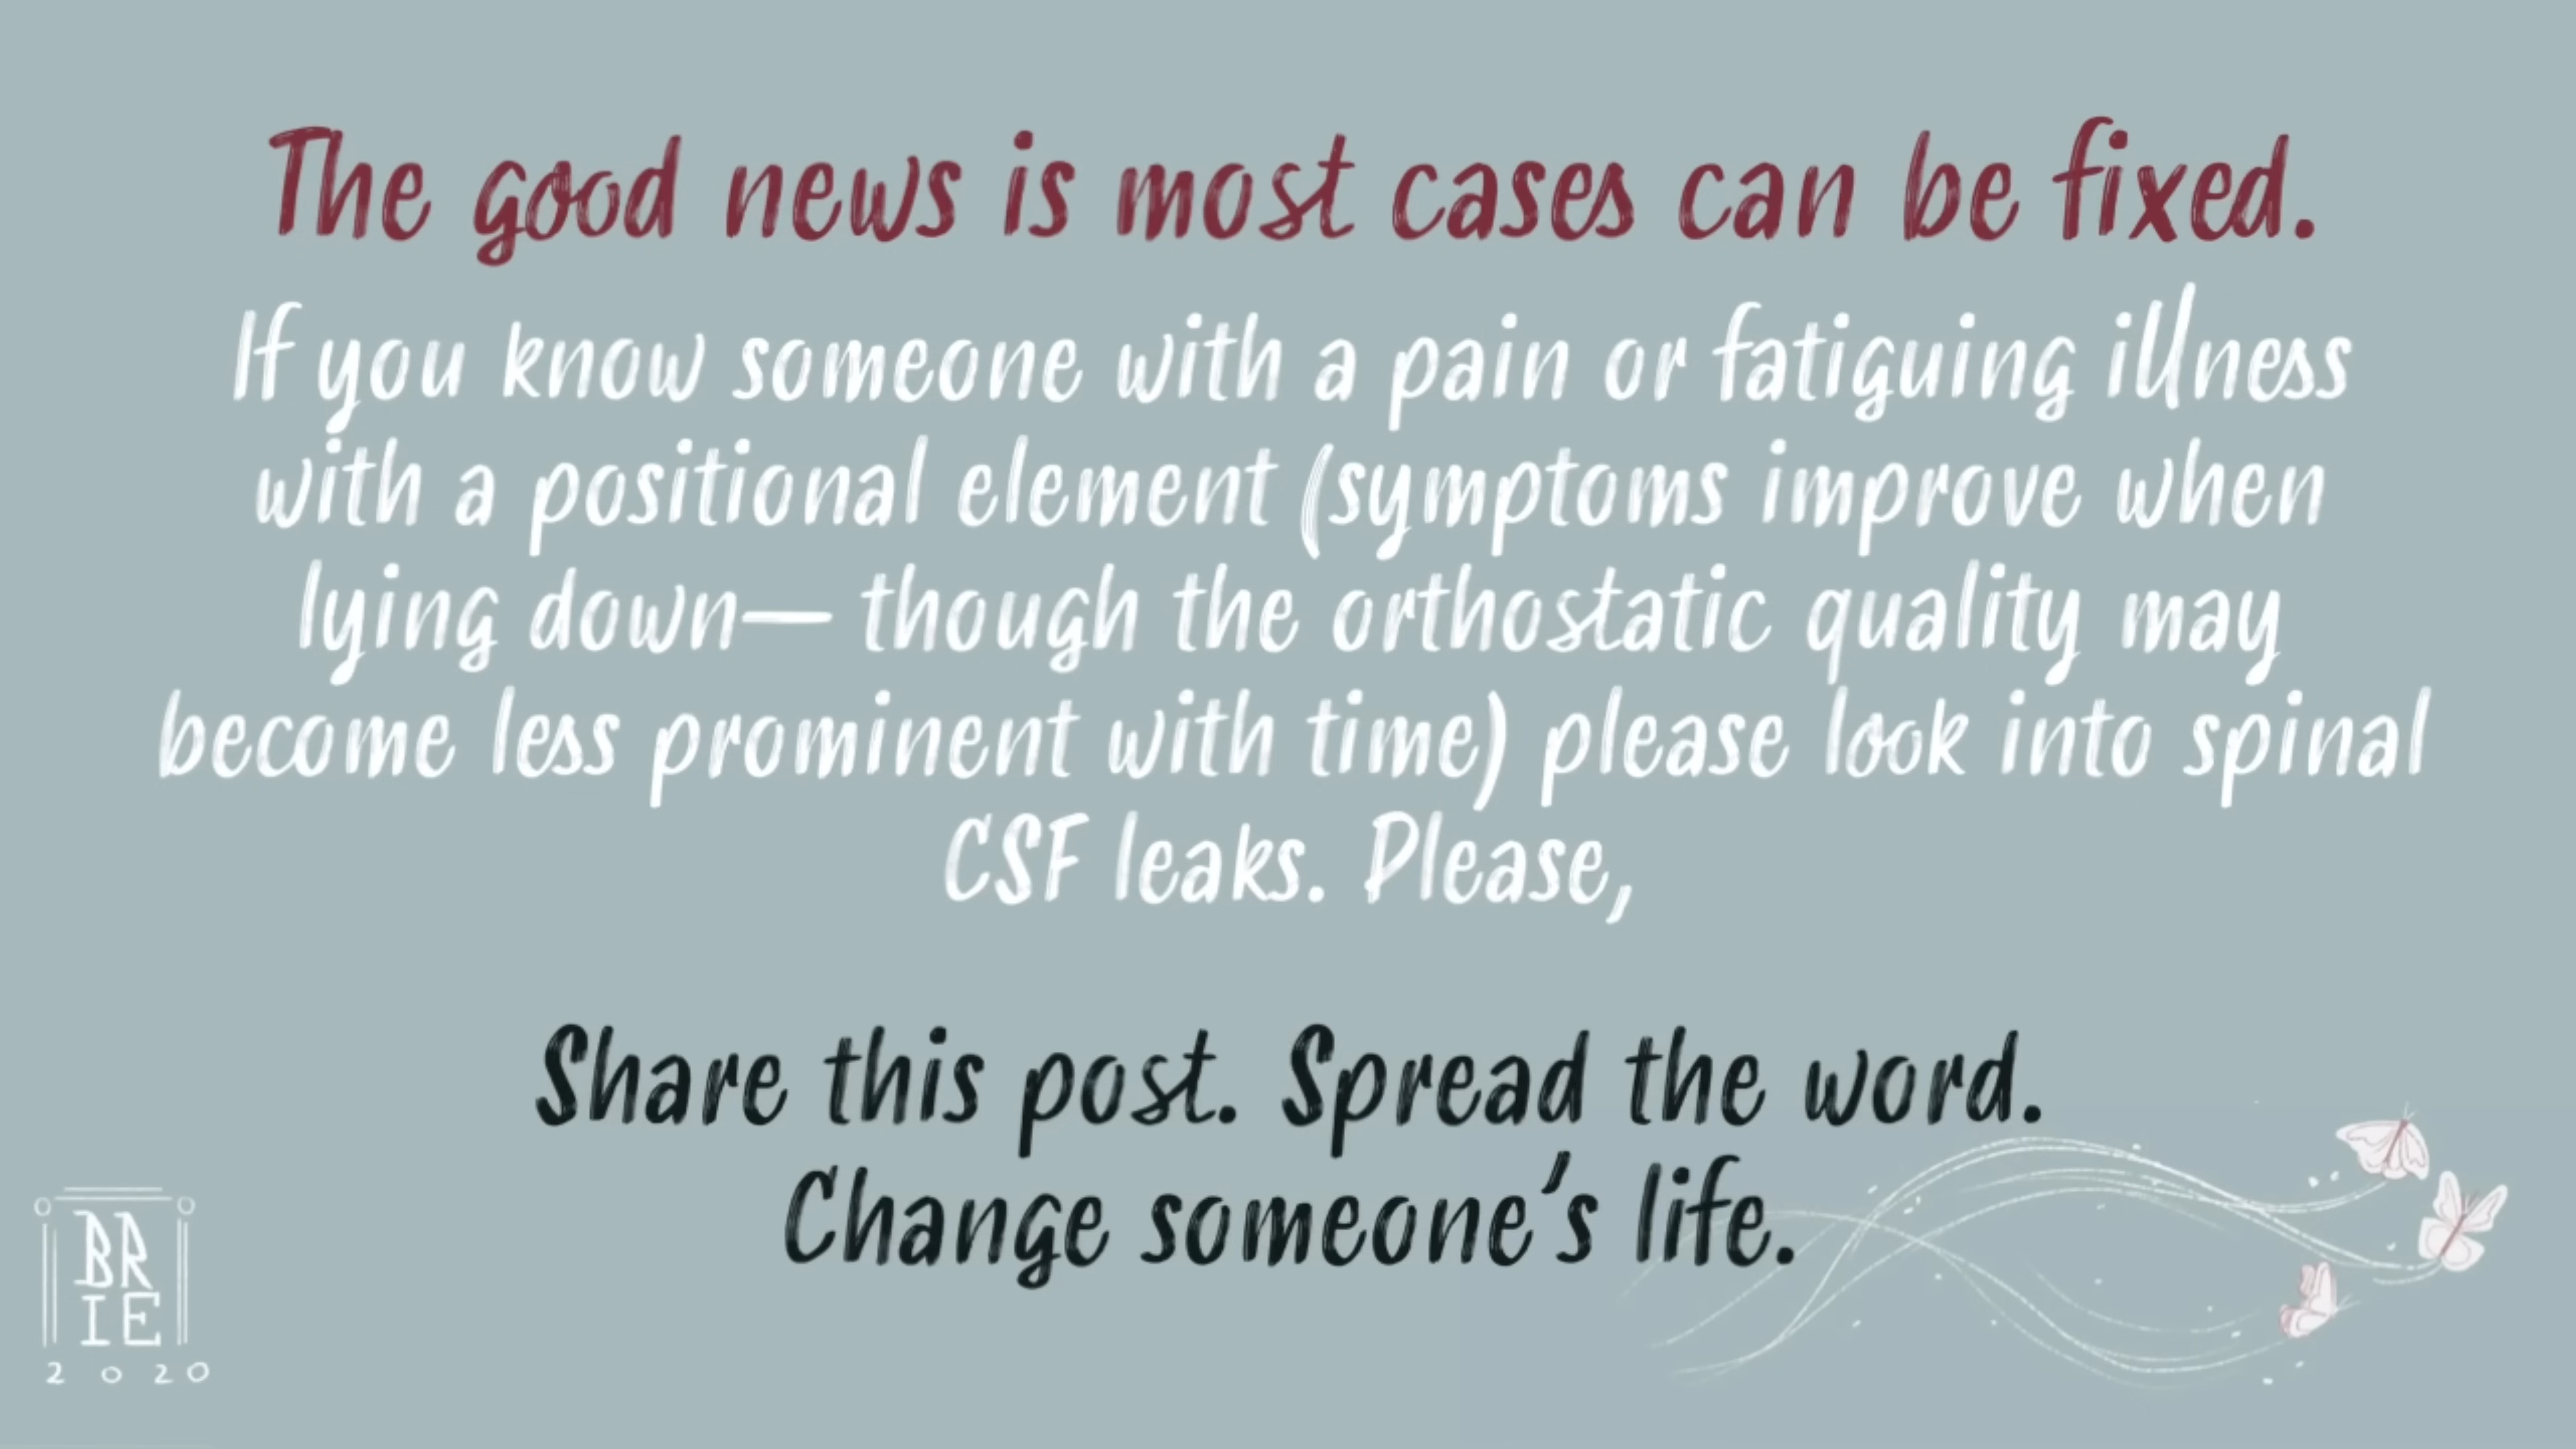 The good news is most cases can be fixed.
If you know someone with a pain or fatiguing illness
with a positional element (symptoms improve when
lying down— though the orthostatic quality may
become less prominent with time) please look into spinal
CSF leaks. Please,
Share this post. Spread the word.
Change someone's life.
BR
IE
2020